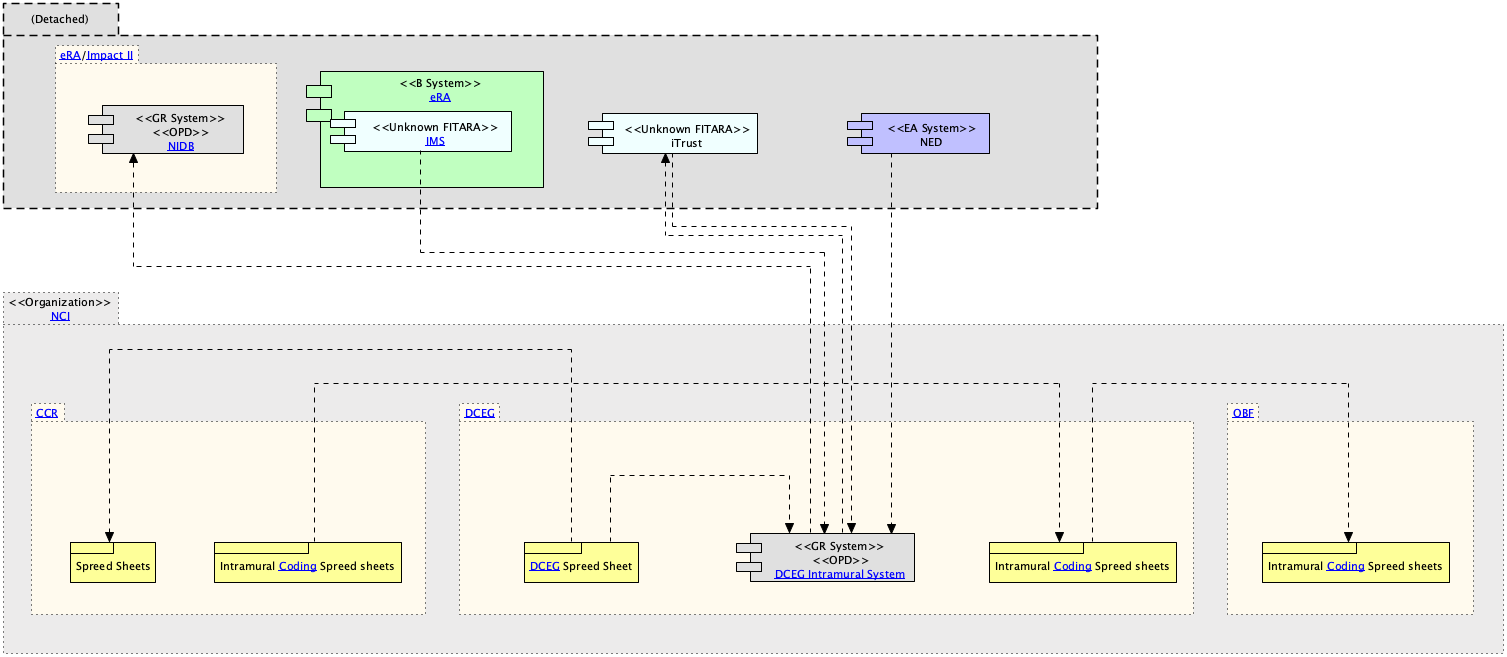 (Detached)
eRA/Impact II
<<GR System>>
<<OPD>>
NIDB
<<B System>>
eRA
<<Unknown FITARA>>
IMS
<<Unknown FITARA>>
iTrust
<<EA System>>
NED
<<Organization>>
NCI
CCR
Spreed Sheets
Intramural Coding Spreed sheets
DCEG
DCEG Spreed Sheet
<<GR System>>
<<OPD>>
DCEG Intramural System
Intramural Coding Spreed sheets
OBF
Intramural Coding Spreed sheets